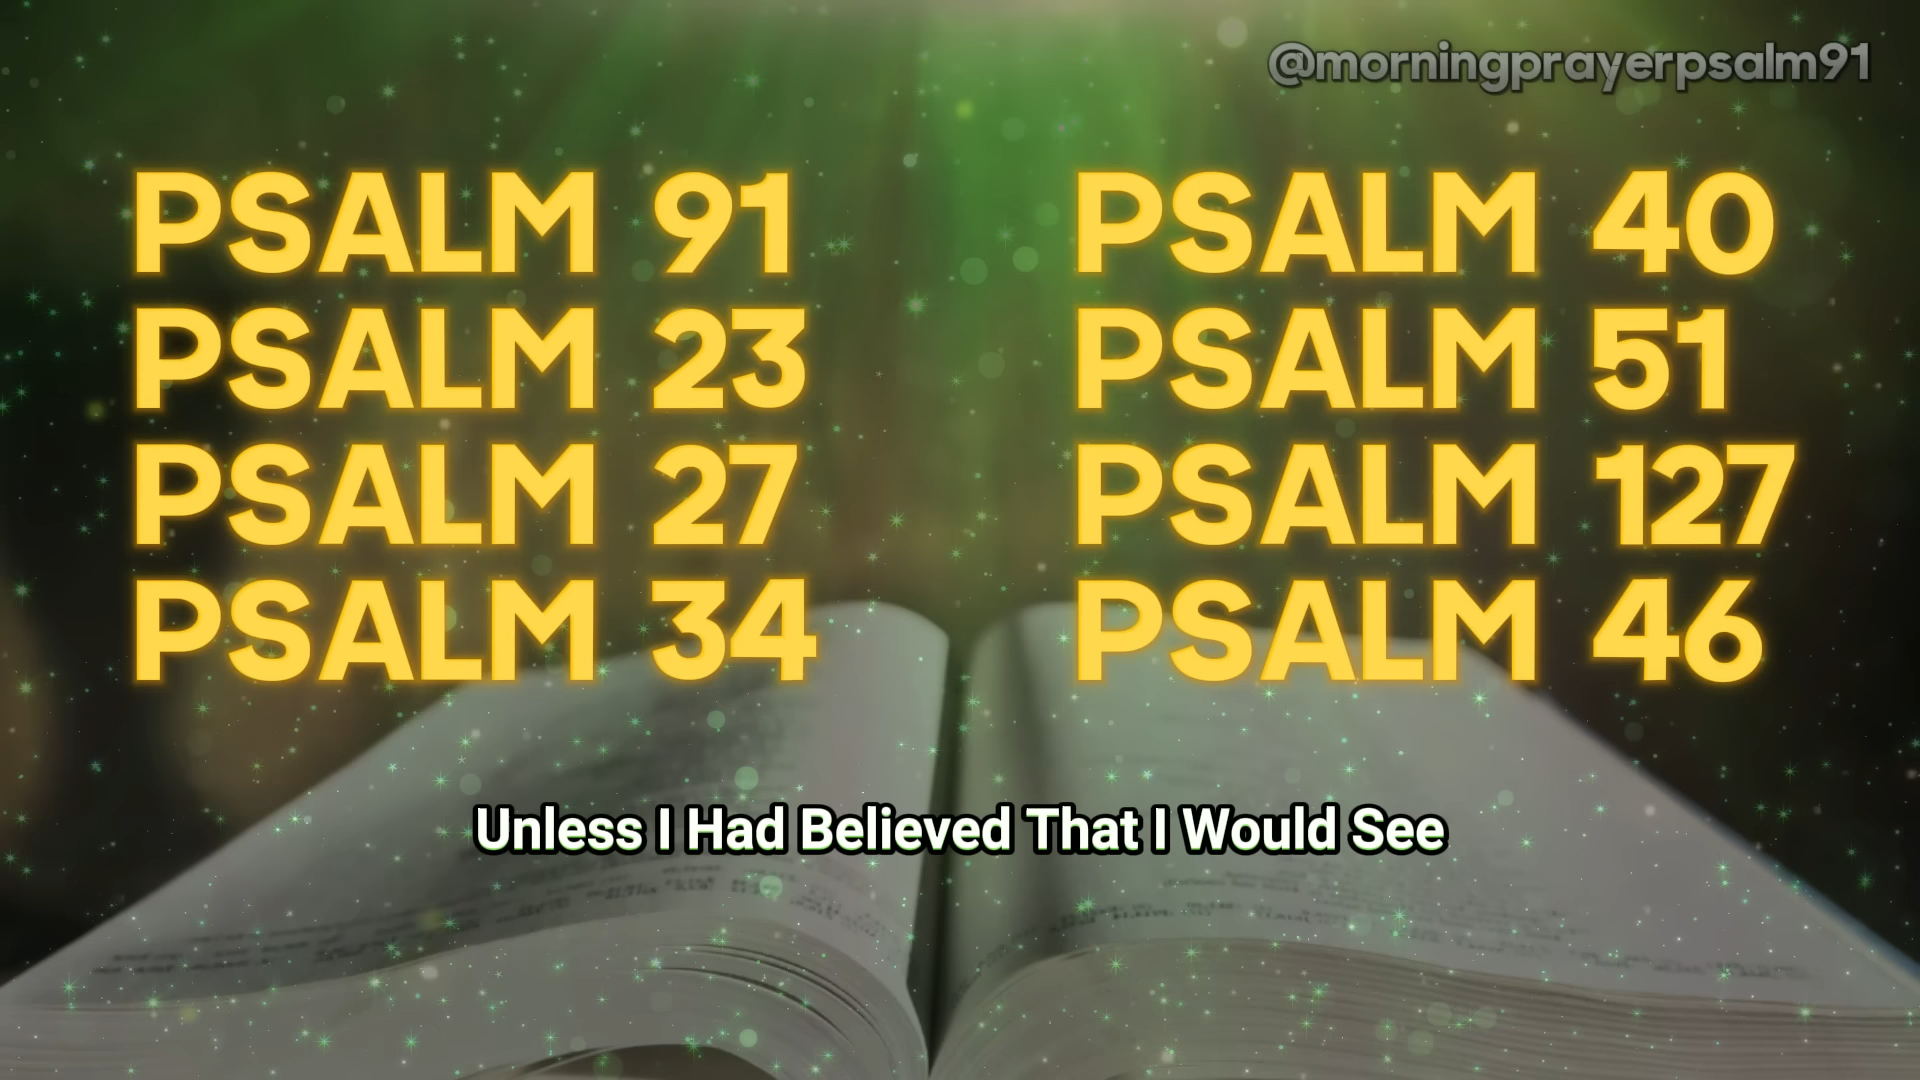 @morningprayerpsalm91
PSALM 91
PSALM 23
PSALM 27
PSALM 34
PSALM 40
PSALM 51
PSALM 127
PSALM 46
Unless I Had Believed That I Would See